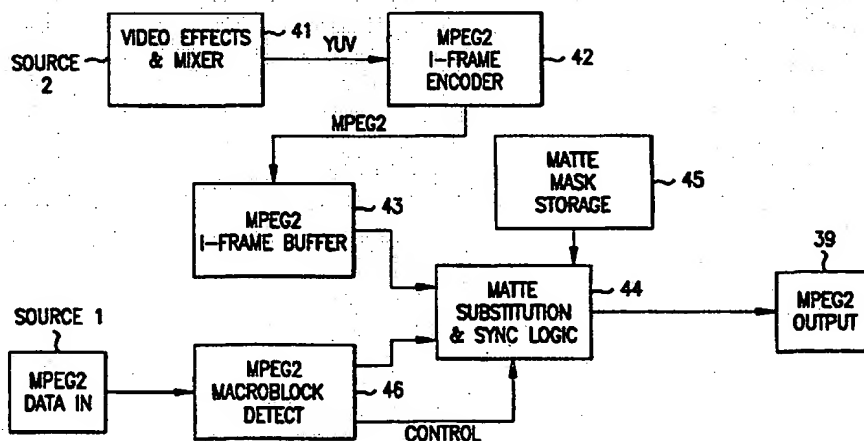 VIDEO EFFECTS
& MIXER
41
SOURCE
2
YUV
MPEG2
I-FRAME
ENCODER
42
MPEG2
MATTE
MASK
STORAGE
45
MPEG2
I-FRAME BUFFER
43
MATTE
SUBSTITUTION
& SYNC LOGIC
44
39
MPEG2
OUTPUT
SOURCE 1
MPEG2
DATA IN
MPEG2
MACROBLOCK
DETECT
46
CONTROL